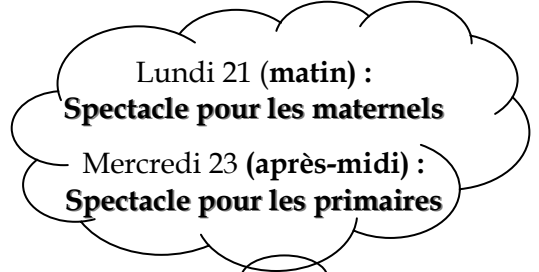 Lundi 21 (matin) :
Spectacle pour les maternels
Mercredi 23 (après-midi) :
Spectacle pour les primaires